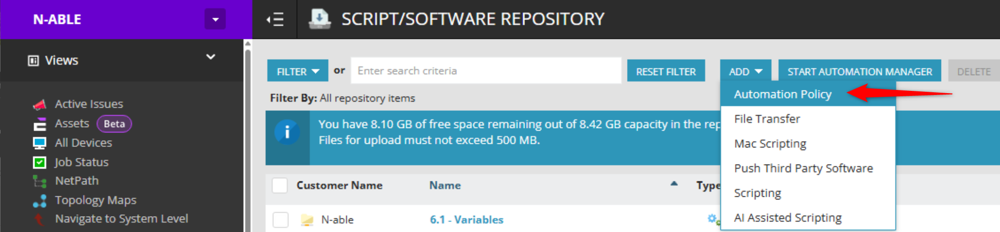 N-ABLE
SCRIPT/SOFTWARE REPOSITORY
Views
Active Issues
Assets Beta
All Devices
Job Status
NetPath
Topology Maps
Navigate to System Level
FILTER or Enter search criteria RESET FILTER ADD START AUTOMATION MANAGER DELETE
Filter By: All repository items
Automation Policy
File Transfer
Mac Scripting
Push Third Party Software
Scripting
AI Assisted Scripting
You have 8.10 GB of free space remaining out of 8.42 GB capacity in the rep
Files for upload must not exceed 500 MB.
Customer Name Name Type
N-able 6.1 - Variables